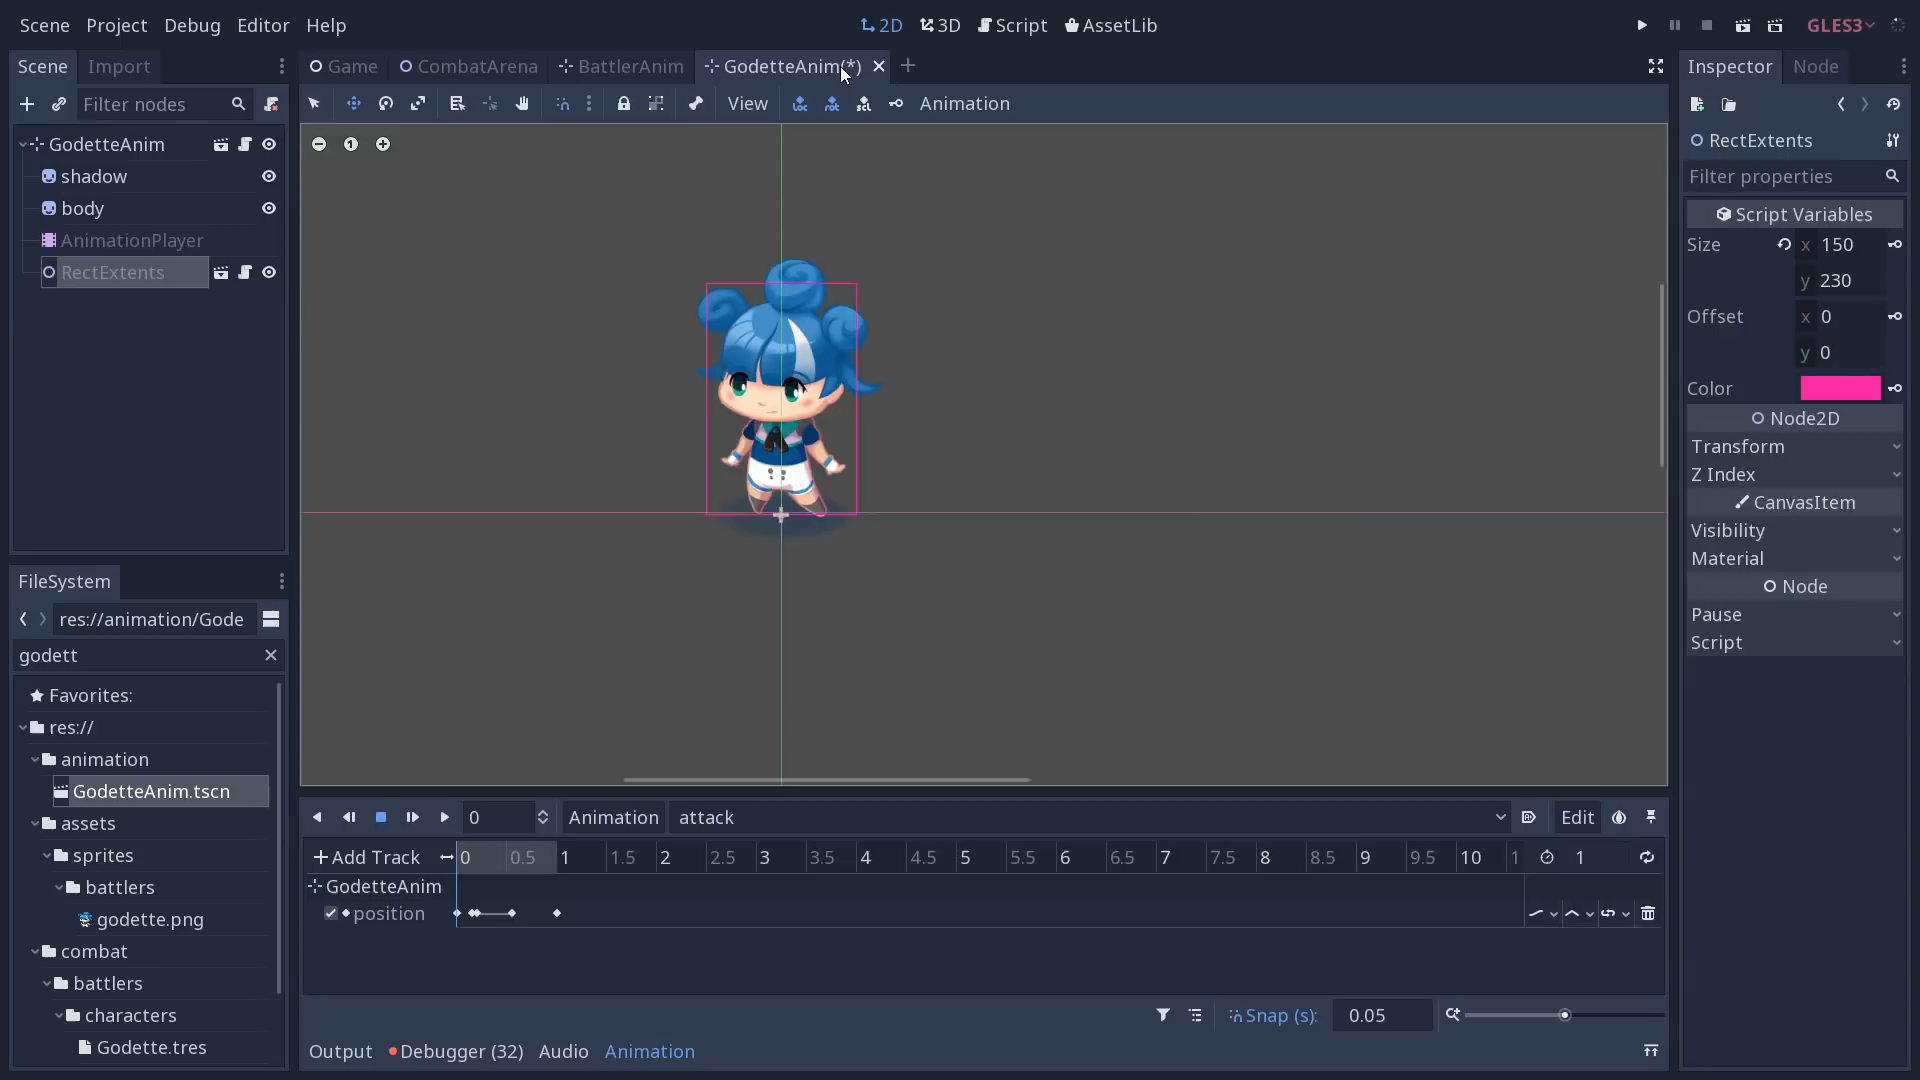 Scene Project Debug Editor Help 2D 3D Script AssetLib GLES3
Scene Import Game CombatArena BattlerAnim GodetteAnim(*) Inspector Node
Filter nodes View Animation
GodetteAnim
shadow
body
AnimationPlayer
RectExtents
RectExtents
Filter properties
Script Variables
Size x 150
y 230
Offset x 0
y 0
Color
Node2D
Transform
Z Index
CanvasItem
Visibility
Material
Node
Pause
Script
FileSystem
res://animation/Gode
godett
Favorites:
res://
animation
GodetteAnim.tscn
assets
sprites
battlers
godette.png
combat
battlers
characters
Godette.tres
0 Animation attack Edit
Add Track 0 0.5 1 1.5 2 2.5 3 3.5 4 4.5 5 5.5 6 6.5 7 7.5 8 8.5 9 9.5 10 1 1
GodetteAnim
position
Snap (s): 0.05
Output Debugger (32) Audio Animation